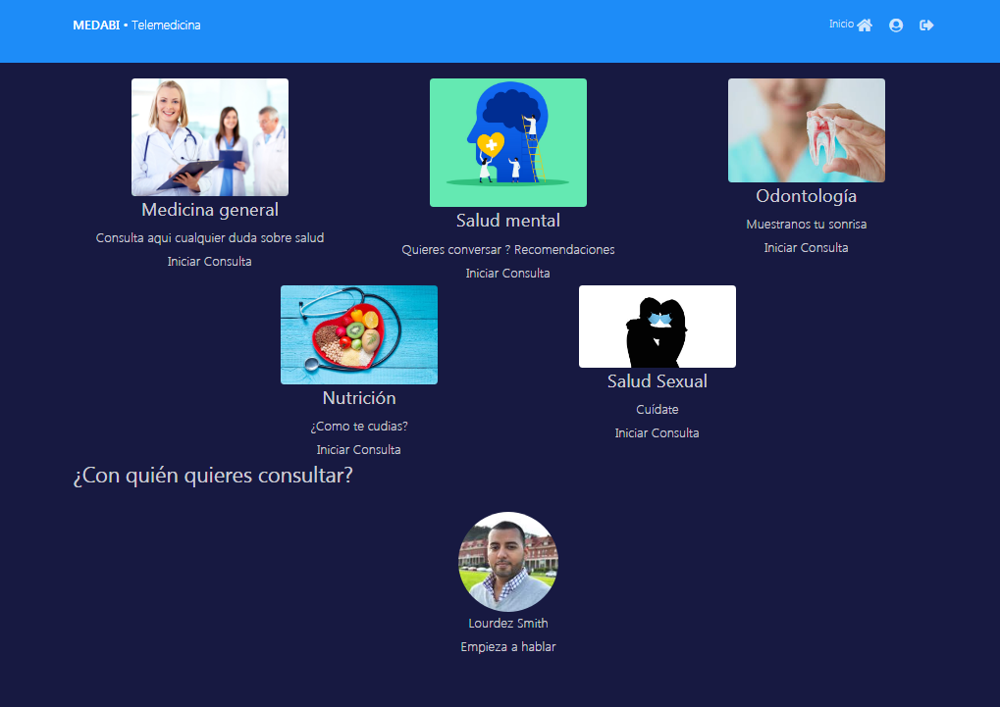 MEDABI • Telemedicina
Inicio
Medicina general
Consulta aqui cualquier duda sobre salud
Iniciar Consulta
Salud mental
Quieres conversar ? Recomendaciones
Iniciar Consulta
Odontología
Muestranos tu sonrisa
Iniciar Consulta
Nutrición
¿Como te cudias?
Iniciar Consulta
Salud Sexual
Cuídate
Iniciar Consulta
¿Con quién quieres consultar?
Lourdez Smith
Empieza a hablar